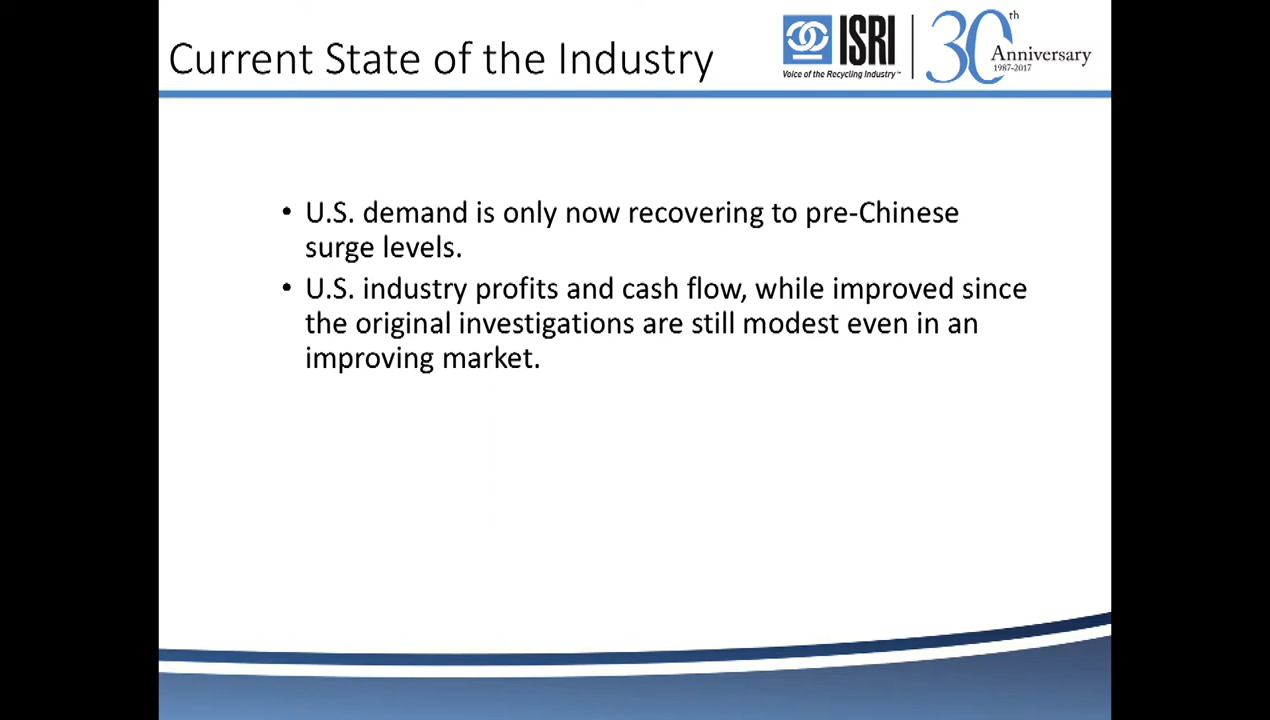 Current State of the Industry
ISRI
Voice of the Recycling Industry™
30th
Anniversary
1987-2017
• U.S. demand is only now recovering to pre-Chinese
surge levels.
• U.S. industry profits and cash flow, while improved since
the original investigations are still modest even in an
improving market.